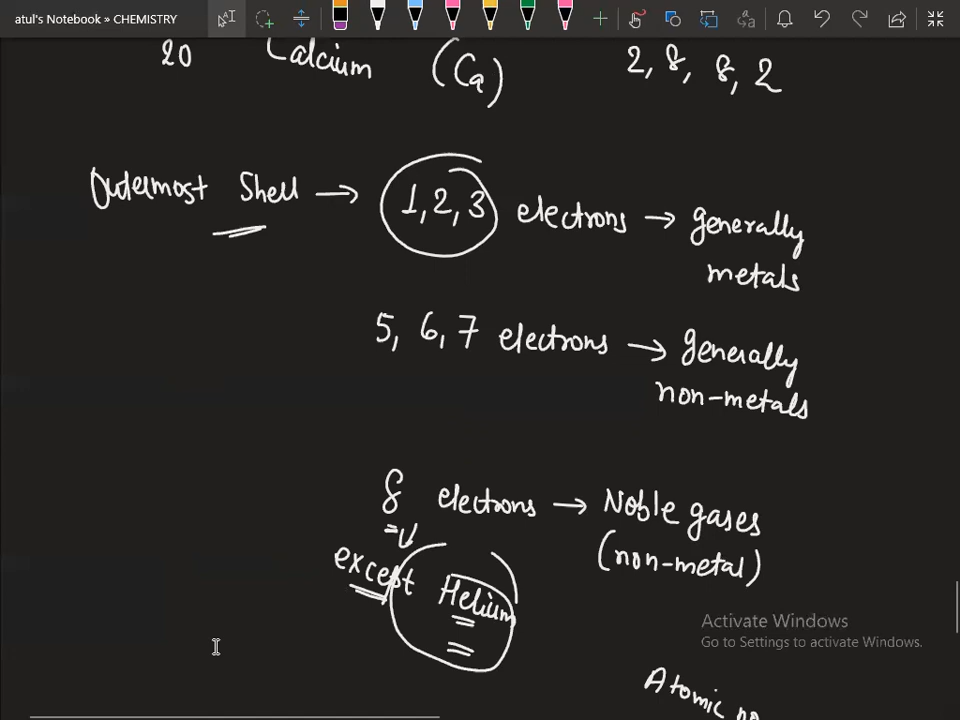 atul's Notebook » CHEMISTRY
20 Calcium (Ca) 2, 8, 8, 2
Outermost Shell → 1, 2, 3 electrons → generally
metals
5, 6, 7 electrons → generally
non-metals
8 electrons → Noble gases
(non-metal)
except Helium
Activate Windows
Go to Settings to activate Windows.
Atomic no